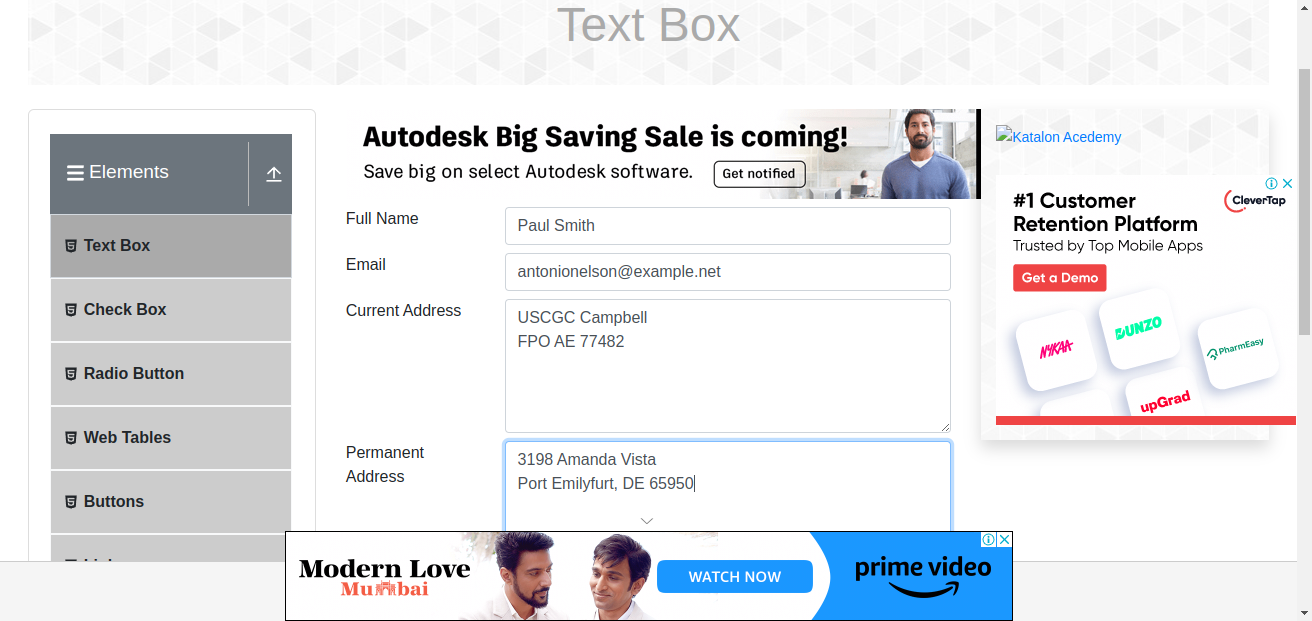 Text Box
Elements
Text Box
Check Box
Radio Button
Web Tables
Buttons
Autodesk Big Saving Sale is coming!
Save big on select Autodesk software.
Get notified
Full Name
Paul Smith
Email
antonionelson@example.net
Current Address
USCGC Campbell
FPO AE 77482
Permanent
Address
3198 Amanda Vista
Port Emilyfurt, DE 65950
Katalon Acedemy
#1 Customer
Retention Platform
Trusted by Top Mobile Apps
Get a Demo
CleverTap
NYKAA
DUNZO
PharmEasy
upGrad
Modern Love
Mumbai
WATCH NOW
prime video